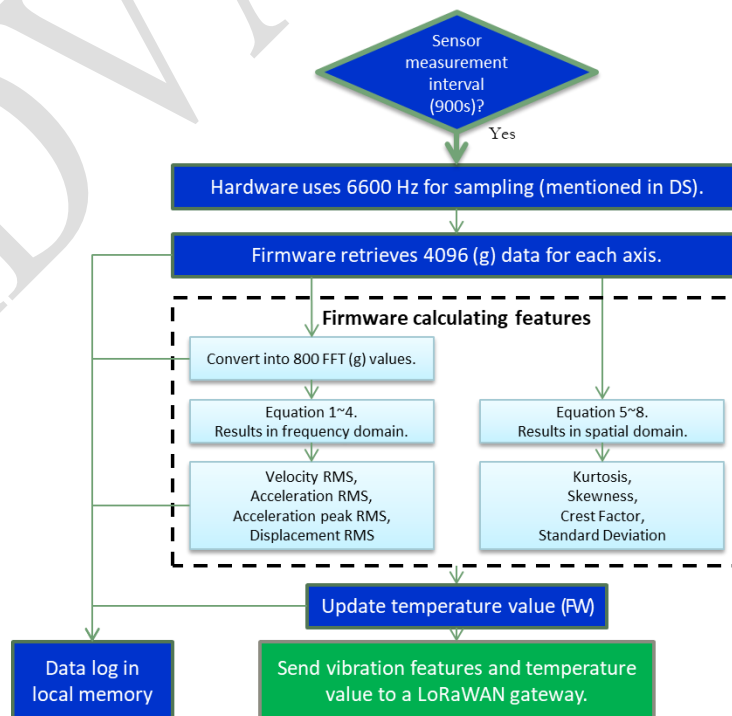 Sensor
measurement
interval
(900s)?
Yes
Hardware uses 6600 Hz for sampling (mentioned in DS).
Firmware retrieves 4096 (g) data for each axis.
Firmware calculating features
Convert into 800 FFT (g) values.
Equation 1~4.
Results in frequency domain.
Equation 5~8.
Results in spatial domain.
Velocity RMS,
Acceleration RMS,
Acceleration peak RMS,
Displacement RMS
Kurtosis,
Skewness,
Crest Factor,
Standard Deviation
Update temperature value (FW)
Data log in
local memory
Send vibration features and temperature
value to a LoRaWAN gateway.